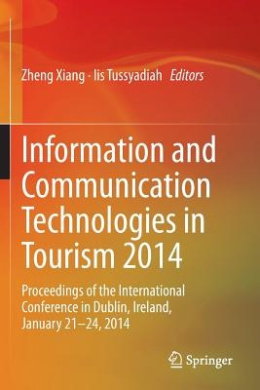 Zheng Xiang · Iis Tussyadiah Editors
Information and
Communication
Technologies in
Tourism 2014
Proceedings of the International
Conference in Dublin, Ireland,
January 21–24, 2014
Springer